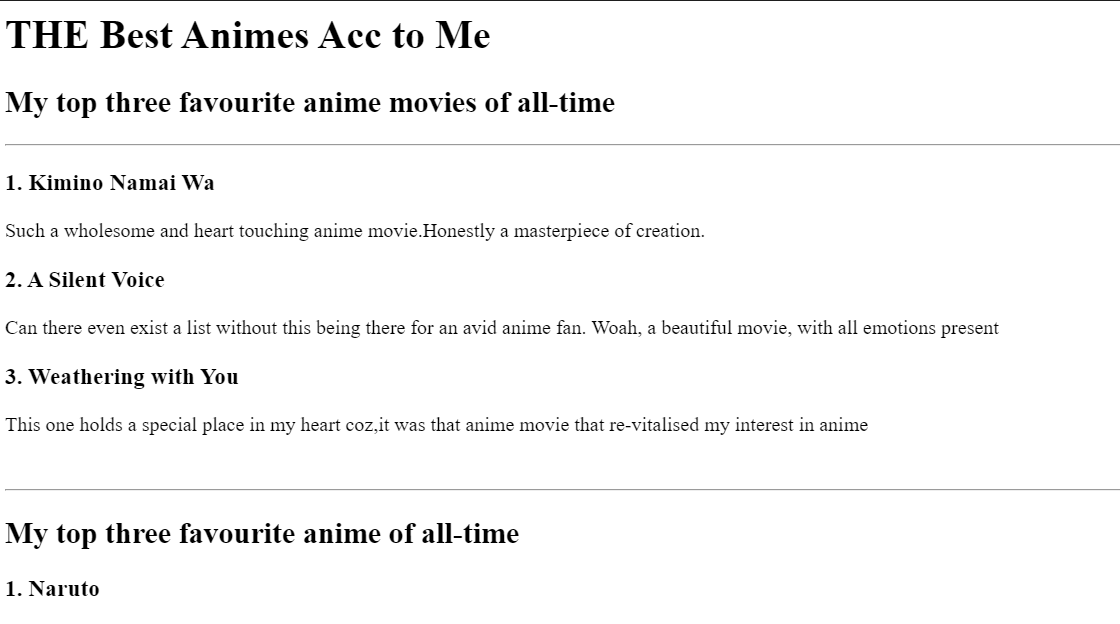 THE Best Animes Acc to Me
My top three favourite anime movies of all-time
1. Kimino Namai Wa
Such a wholesome and heart touching anime movie.Honestly a masterpiece of creation.
2. A Silent Voice
Can there even exist a list without this being there for an avid anime fan. Woah, a beautiful movie, with all emotions present
3. Weathering with You
This one holds a special place in my heart coz,it was that anime movie that re-vitalised my interest in anime
My top three favourite anime of all-time
1. Naruto